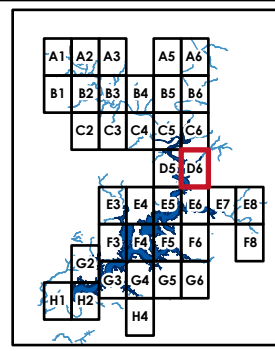 A1 A2 A3 A5 A6
B1 B2 B3 B4 B5 B6
C2 C3 C4 C5 C6
D5 D6
E3 E4 E5 E6 E7 E8
F3 F4 F5 F6 F8
G2 G3 G4 G5 G6
H1 H2 H4